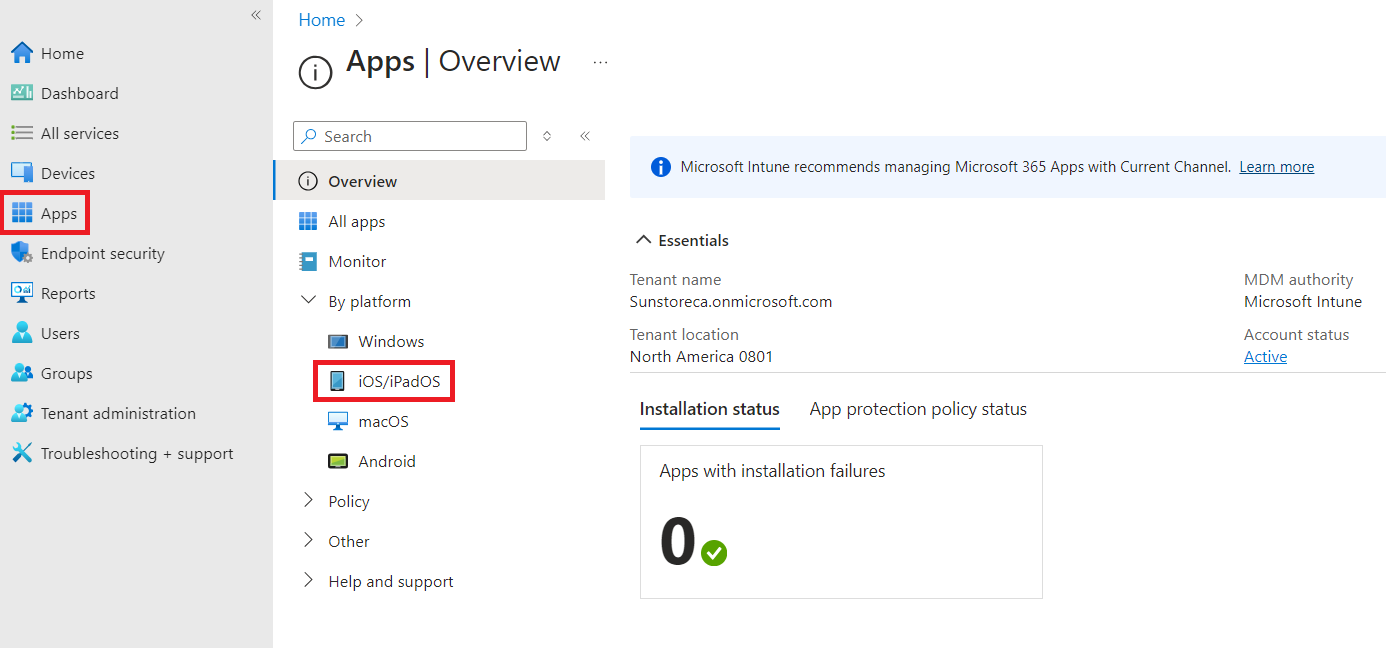 Home
Dashboard
All services
Devices
Apps
Endpoint security
Reports
Users
Groups
Tenant administration
Troubleshooting + support
Home
Apps | Overview
Search
Overview
All apps
Monitor
By platform
Windows
iOS/iPadOS
macOS
Android
Policy
Other
Help and support
Microsoft Intune recommends managing Microsoft 365 Apps with Current Channel. Learn more
Essentials
Tenant name
Sunstoreca.onmicrosoft.com
Tenant location
North America 0801
MDM authority
Microsoft Intune
Account status
Active
Installation status
App protection policy status
Apps with installation failures
0